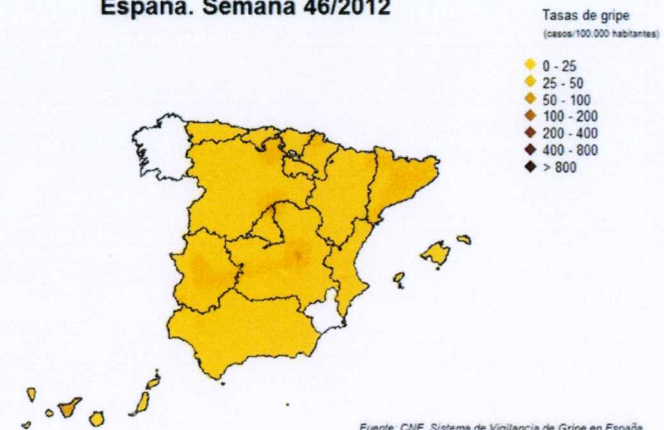 España. Semana 46/2012
Tasas de gripe
(casos/100.000 habitantes)
0 - 25
25 - 50
50 - 100
100 - 200
200 - 400
400 - 800
> 800
Fuente: CNE. Sistema de Vigilancia de Gripe en España